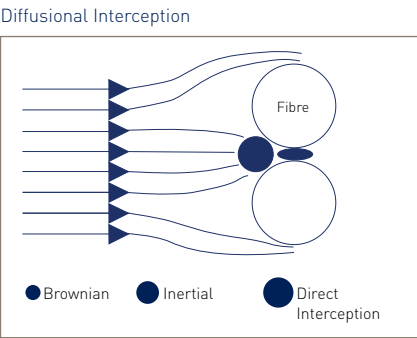 Diffusional Interception
Fibre
Brownian
Inertial
Direct
Interception